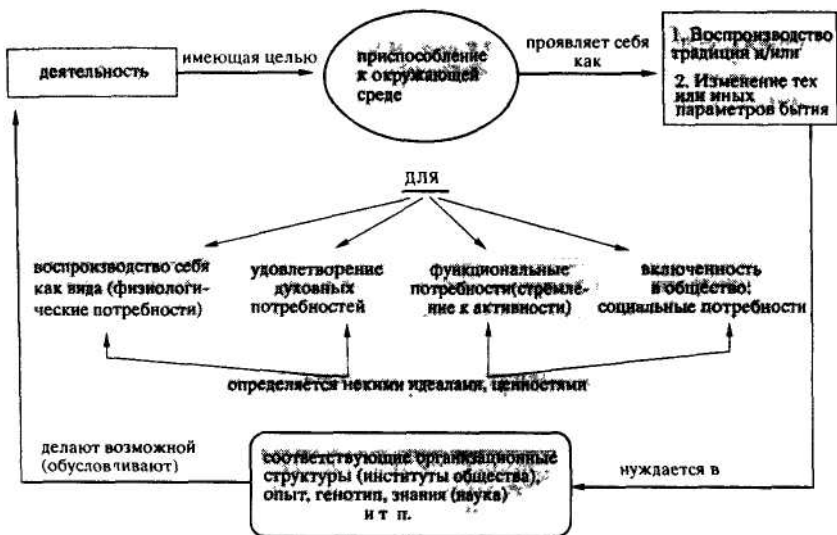 деятельность
имеющая целью
приспособление
к окружающей
среде
проявляет себя
как
1. Воспроизводство
традиции и/или
2. Изменение тех
или иных
параметров бытия
для
воспроизводство себя
как вида (физиологи-
ческие потребности)
удовлетворение
духовных
потребностей
функциональные
потребности(стремле-
ние к активности)
включенность
в общество:
социальные потребности
определяется некими идеалами, ценностями
делают возможной
(обусловчивают)
соответствующие организационные
структуры (институты общества),
опыт, генотип, знания (наука)
и т п.
нуждается в